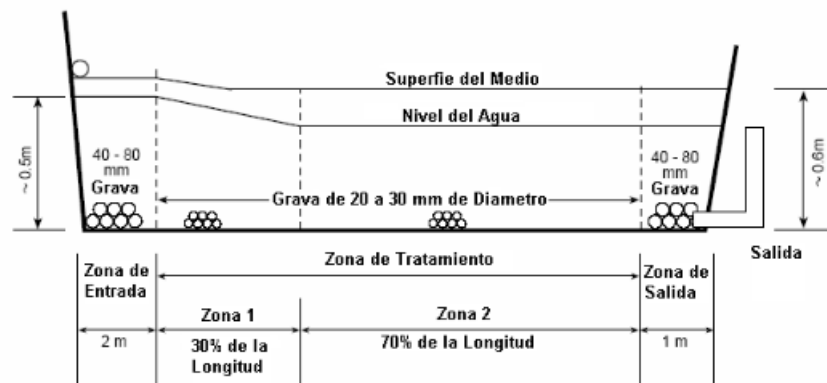 Superfie del Medio
Nivel del Agua
~ 0.5m
40 - 80
mm
Grava
Grava de 20 a 30 mm de Diametro
40 - 80
mm
Grava
~ 0.6m
Salida
Zona de
Entrada
Zona de Tratamiento
Zona de
Salida
Zona 1
Zona 2
2 m
30% de la
Longitud
70% de la Longitud
1 m